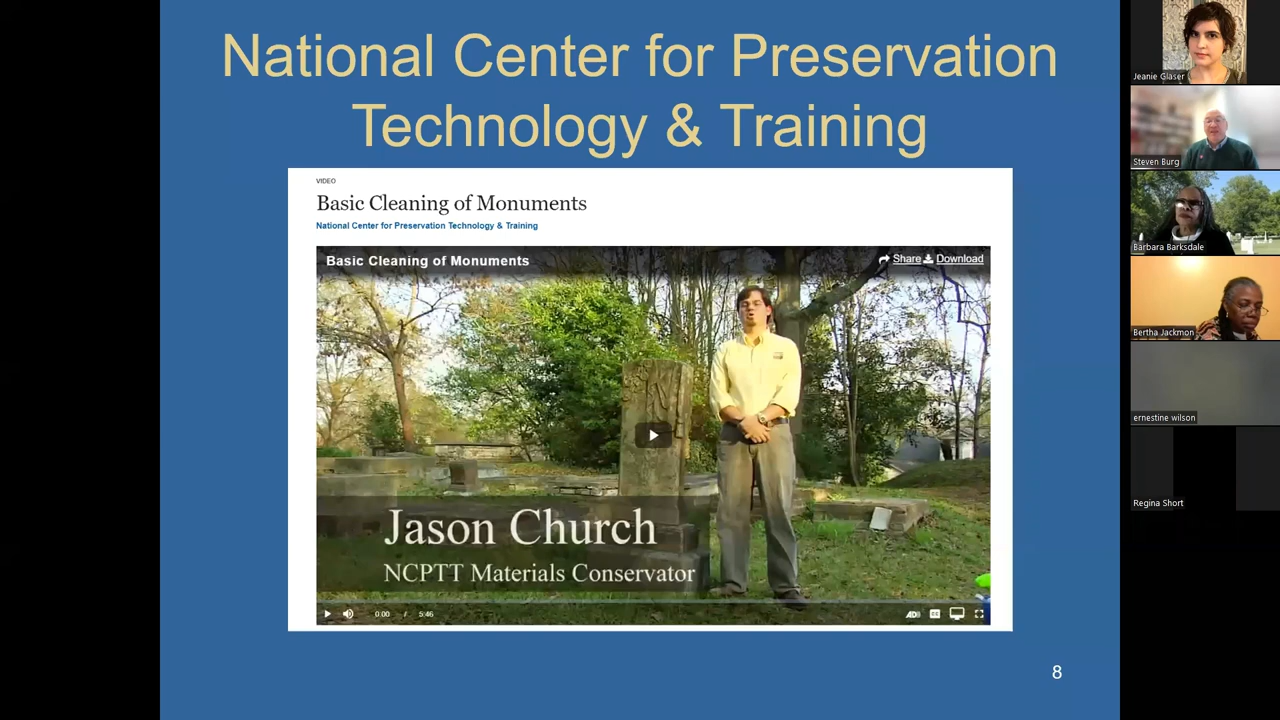 National Center for Preservation
Technology & Training
VIDEO
Basic Cleaning of Monuments
National Center for Preservation Technology & Training
Basic Cleaning of Monuments
Share Download
Jason Church
NCPTT Materials Conservator
0:00 / 5:46
AD
CC
8
Jeanie Glaser
Steven Burg
Barbara Barksdale
Bertha Jackmon
ernestine wilson
Regina Short